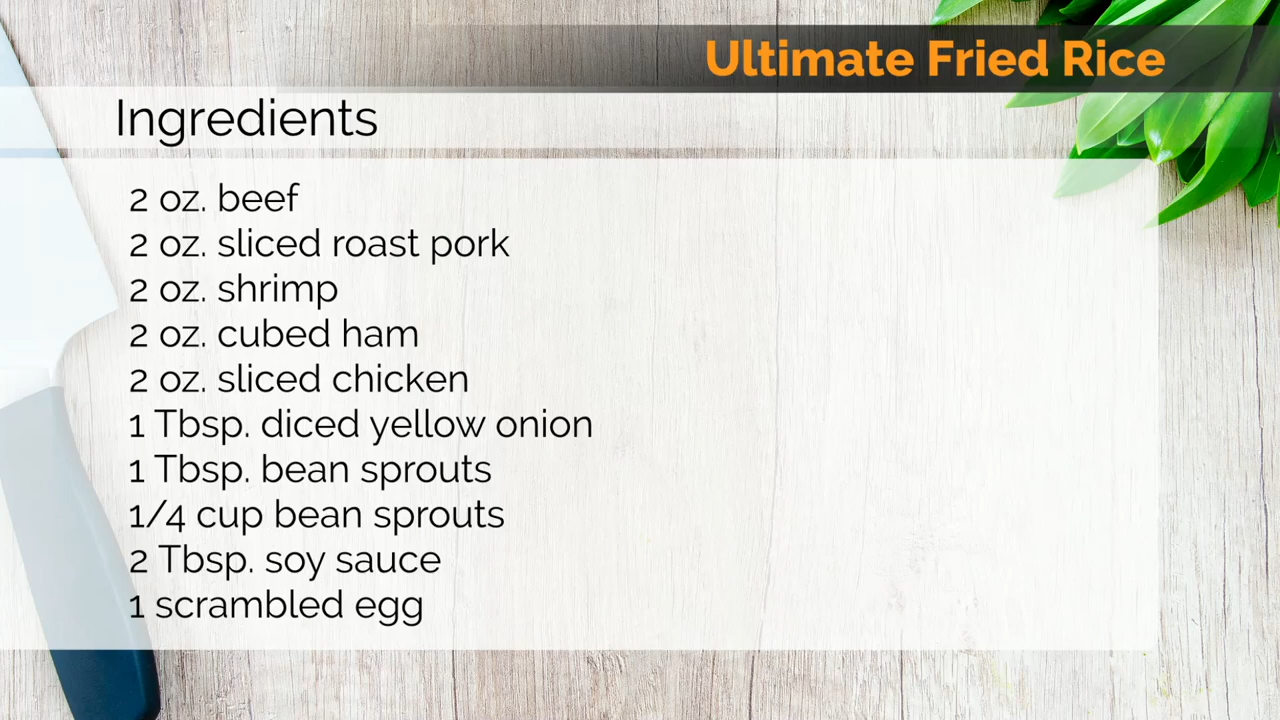 Ultimate Fried Rice
Ingredients
2 oz. beef
2 oz. sliced roast pork
2 oz. shrimp
2 oz. cubed ham
2 oz. sliced chicken
1 Tbsp. diced yellow onion
1 Tbsp. bean sprouts
1/4 cup bean sprouts
2 Tbsp. soy sauce
1 scrambled egg